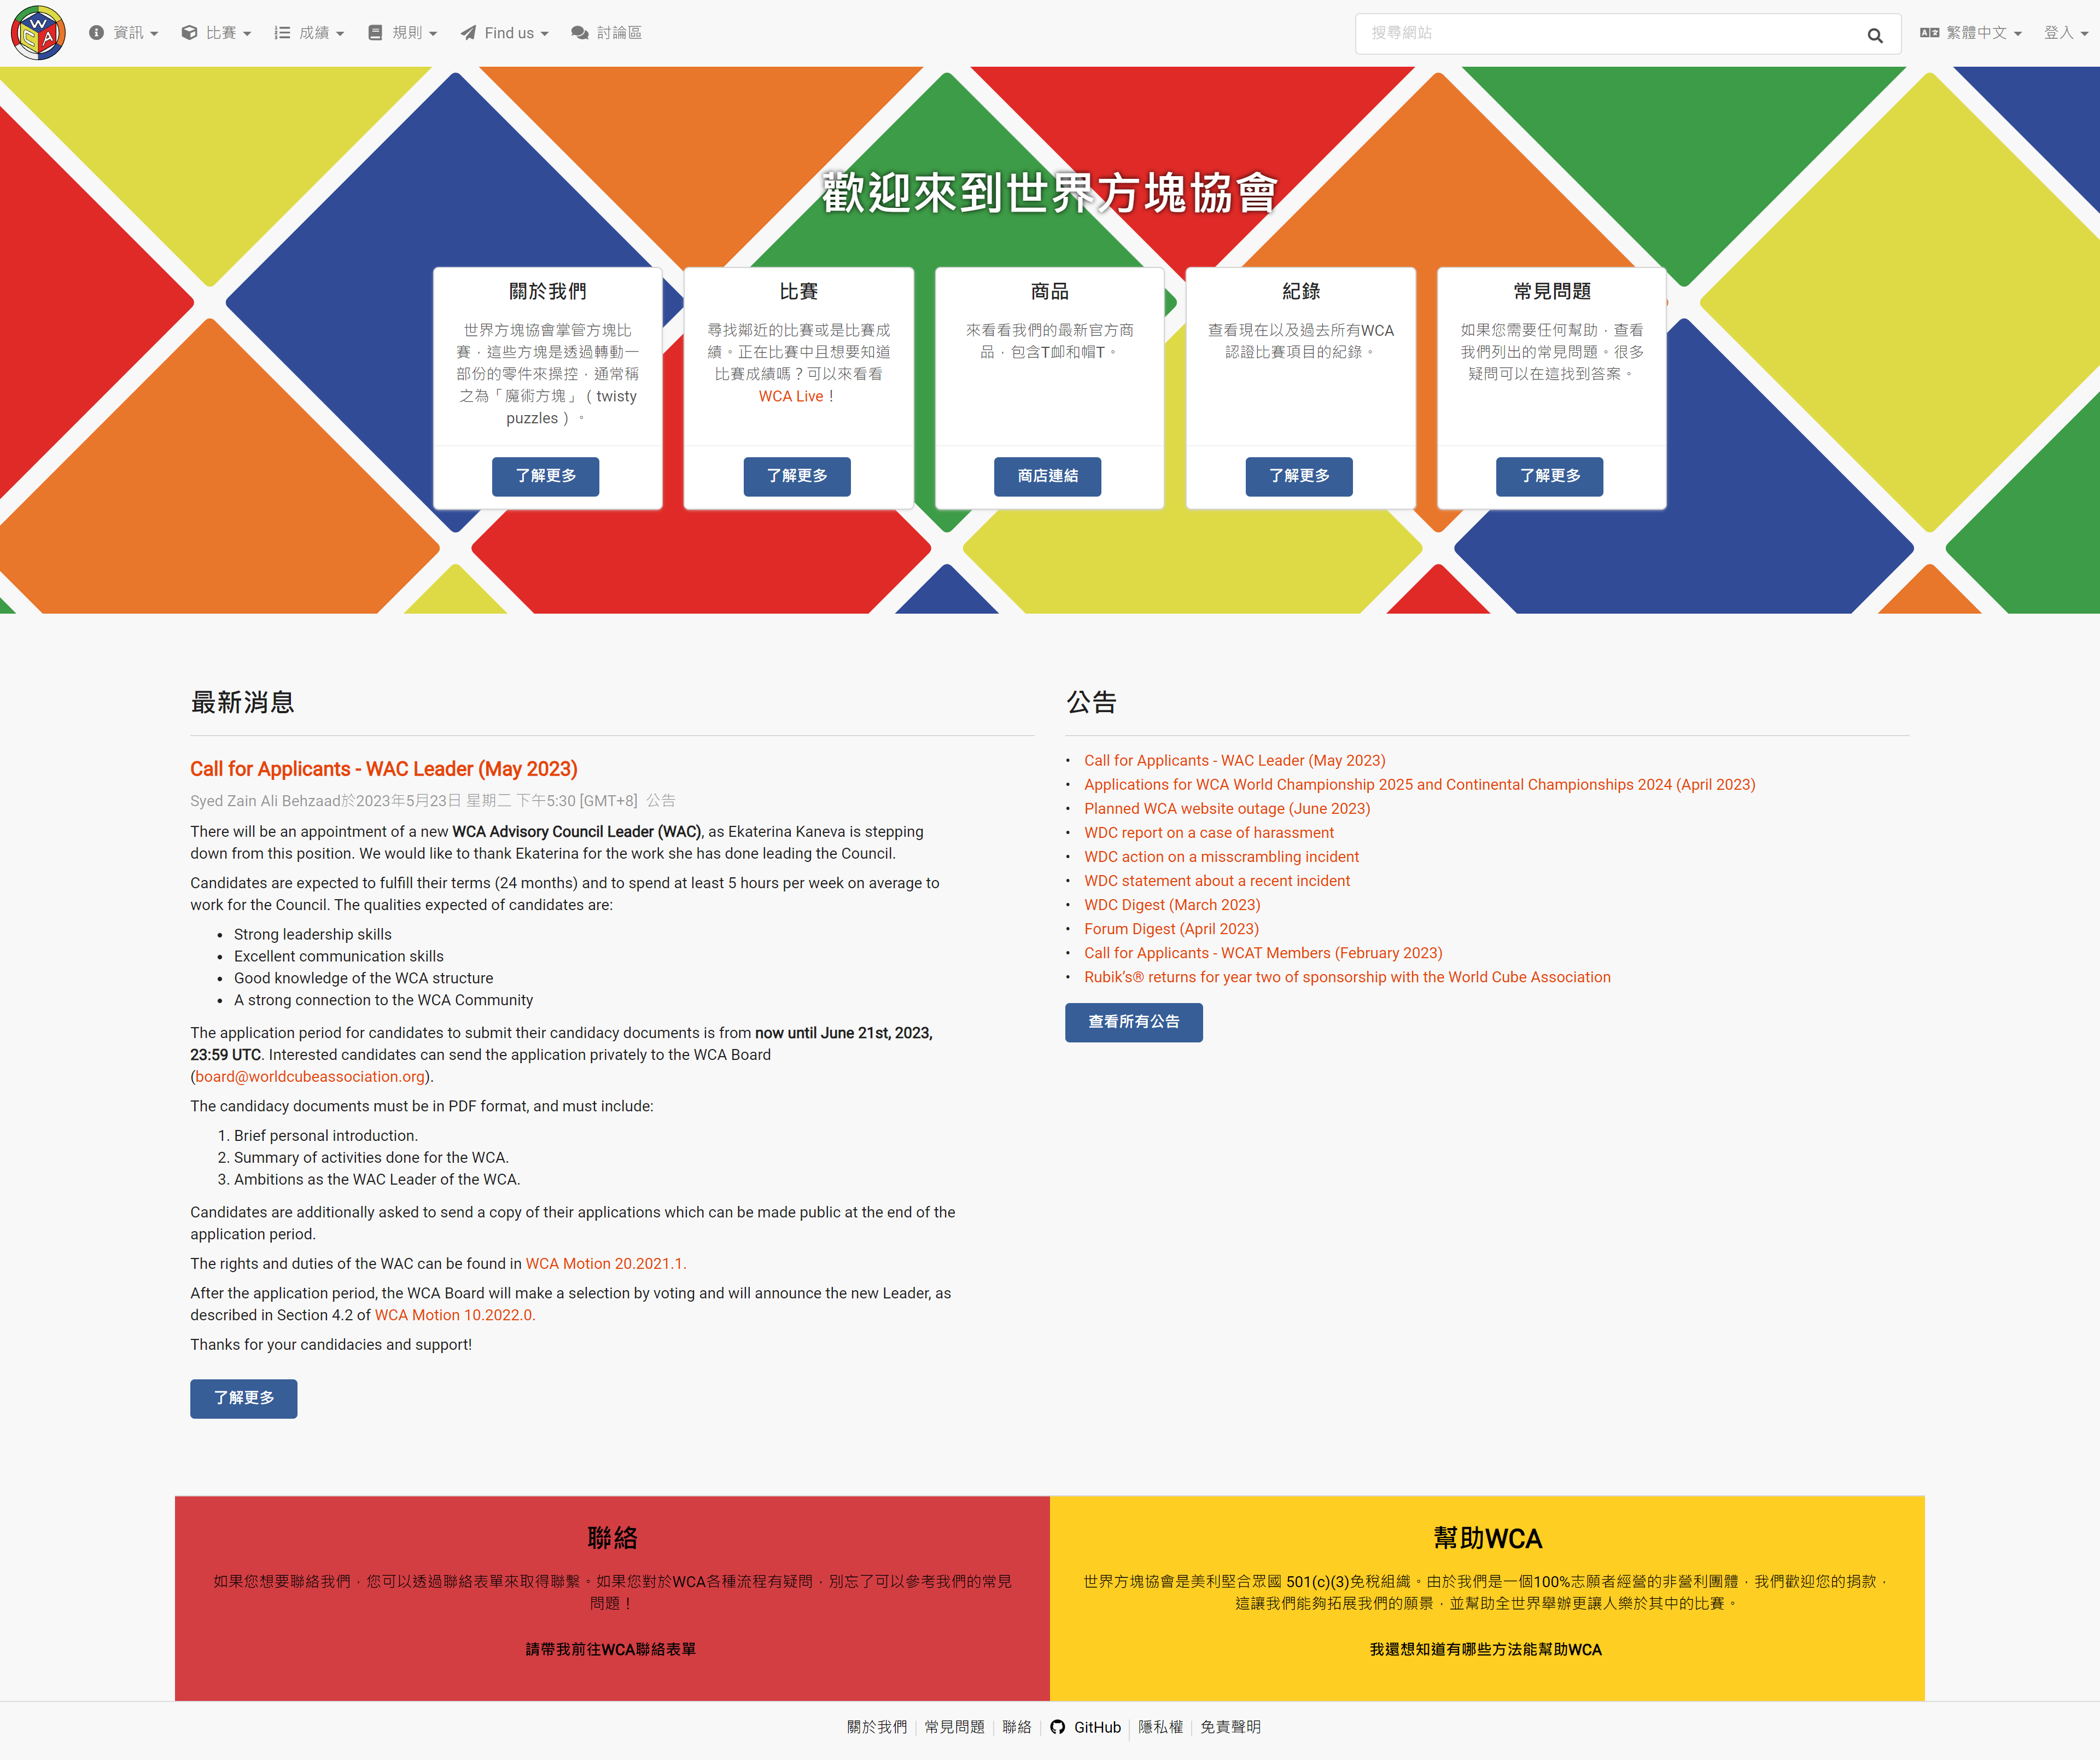 WCA
資訊
比賽
成績
規則
Find us
討論區
搜尋網站
繁體中文
登入
歡迎來到世界方塊協會
關於我們
世界方塊協會掌管方塊比
賽，這些方塊是透過轉動一
部份的零件來操控，通常稱
之為「魔術方塊」（twisty
puzzles）。
了解更多
比賽
尋找鄰近的比賽或是比賽成
績。正在比賽中且想要知道
比賽成績嗎？可以來看看
WCA Live！
了解更多
商品
來看看我們的最新官方商
品，包含T卹和帽T。
商店連結
紀錄
查看現在以及過去所有WCA
認證比賽項目的紀錄。
了解更多
常見問題
如果您需要任何幫助，查看
我們列出的常見問題。很多
疑問可以在這找到答案。
了解更多
最新消息
Call for Applicants - WAC Leader (May 2023)
Syed Zain Ali Behzaad於2023年5月23日 星期二 下午5:30 [GMT+8] 公告
There will be an appointment of a new WCA Advisory Council Leader (WAC), as Ekaterina Kaneva is stepping
down from this position. We would like to thank Ekaterina for the work she has done leading the Council.
Candidates are expected to fulfill their terms (24 months) and to spend at least 5 hours per week on average to
work for the Council. The qualities expected of candidates are:
• Strong leadership skills
• Excellent communication skills
• Good knowledge of the WCA structure
• A strong connection to the WCA Community
The application period for candidates to submit their candidacy documents is from now until June 21st, 2023,
23:59 UTC. Interested candidates can send the application privately to the WCA Board
(board@worldcubeassociation.org).
The candidacy documents must be in PDF format, and must include:
1. Brief personal introduction.
2. Summary of activities done for the WCA.
3. Ambitions as the WAC Leader of the WCA.
Candidates are additionally asked to send a copy of their applications which can be made public at the end of the
application period.
The rights and duties of the WAC can be found in WCA Motion 20.2021.1.
After the application period, the WCA Board will make a selection by voting and will announce the new Leader, as
described in Section 4.2 of WCA Motion 10.2022.0.
Thanks for your candidacies and support!
了解更多
公告
• Call for Applicants - WAC Leader (May 2023)
• Applications for WCA World Championship 2025 and Continental Championships 2024 (April 2023)
• Planned WCA website outage (June 2023)
• WDC report on a case of harassment
• WDC action on a misscrambling incident
• WDC statement about a recent incident
• WDC Digest (March 2023)
• Forum Digest (April 2023)
• Call for Applicants - WCAT Members (February 2023)
• Rubik’s® returns for year two of sponsorship with the World Cube Association
查看所有公告
聯絡
如果您想要聯絡我們，您可以透過聯絡表單來取得聯繫。如果您對於WCA各種流程有疑問，別忘了可以參考我們的常見
問題！
請帶我前往WCA聯絡表單
幫助WCA
世界方塊協會是美利堅合眾國 501(c)(3)免稅組織。由於我們是一個100%志願者經營的非營利團體，我們歡迎您的捐款，
這讓我們能夠拓展我們的願景，並幫助全世界舉辦更讓人樂於其中的比賽。
我還想知道有哪些方法能幫助WCA
關於我們 | 常見問題 | 聯絡 | GitHub | 隱私權 | 免責聲明